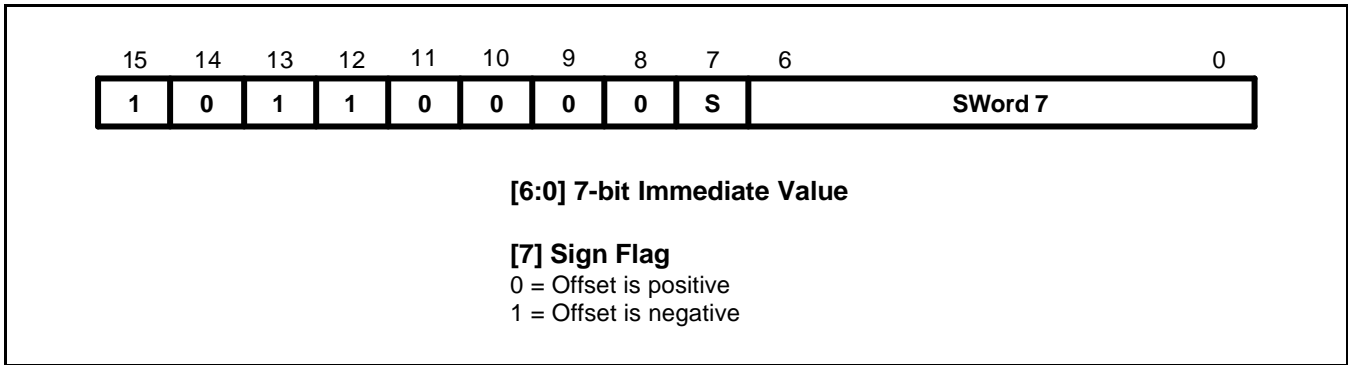 15 14 13 12 11 10 9 8 7 6 0
1 0 1 1 0 0 0 0 S SWord 7
[6:0] 7-bit Immediate Value
[7] Sign Flag
0 = Offset is positive
1 = Offset is negative